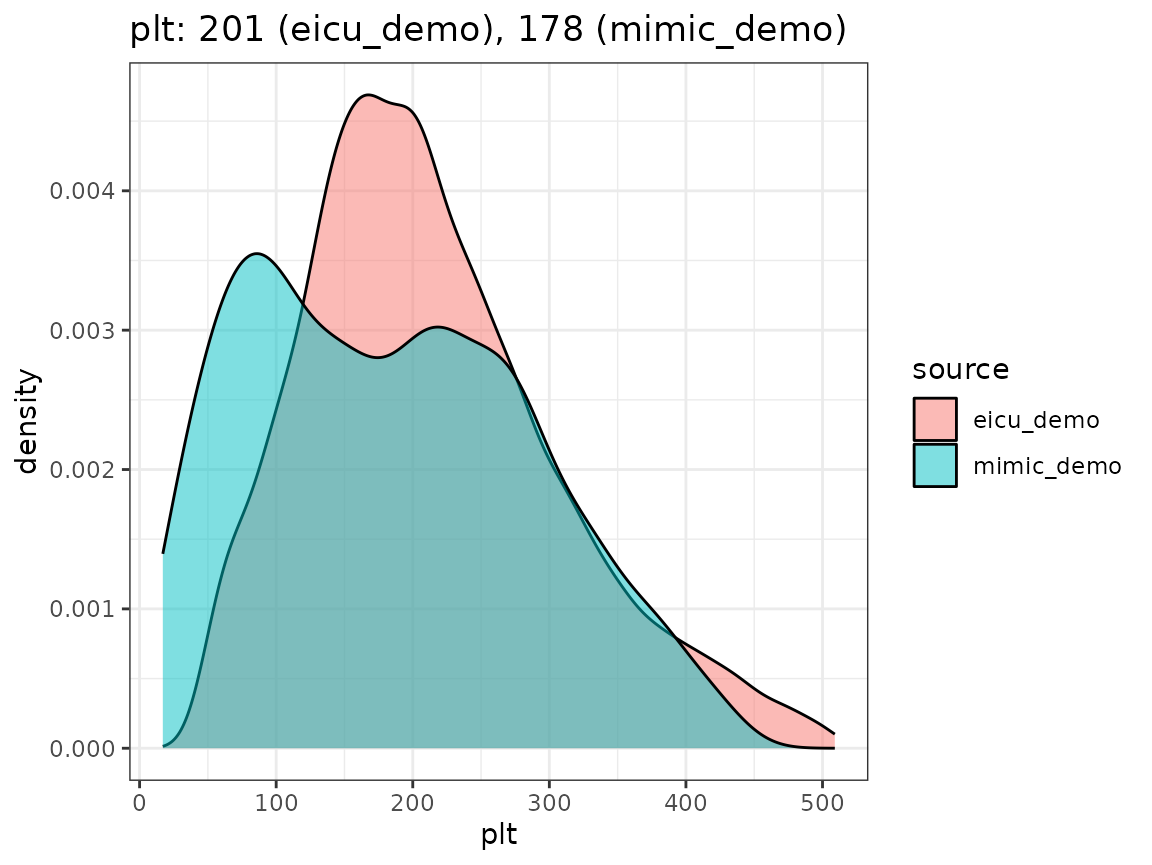 plt: 201 (eicu_demo), 178 (mimic_demo)
density
0.004
0.003
0.002
0.001
0.000
0 100 200 300 400 500
plt
source
eicu_demo
mimic_demo